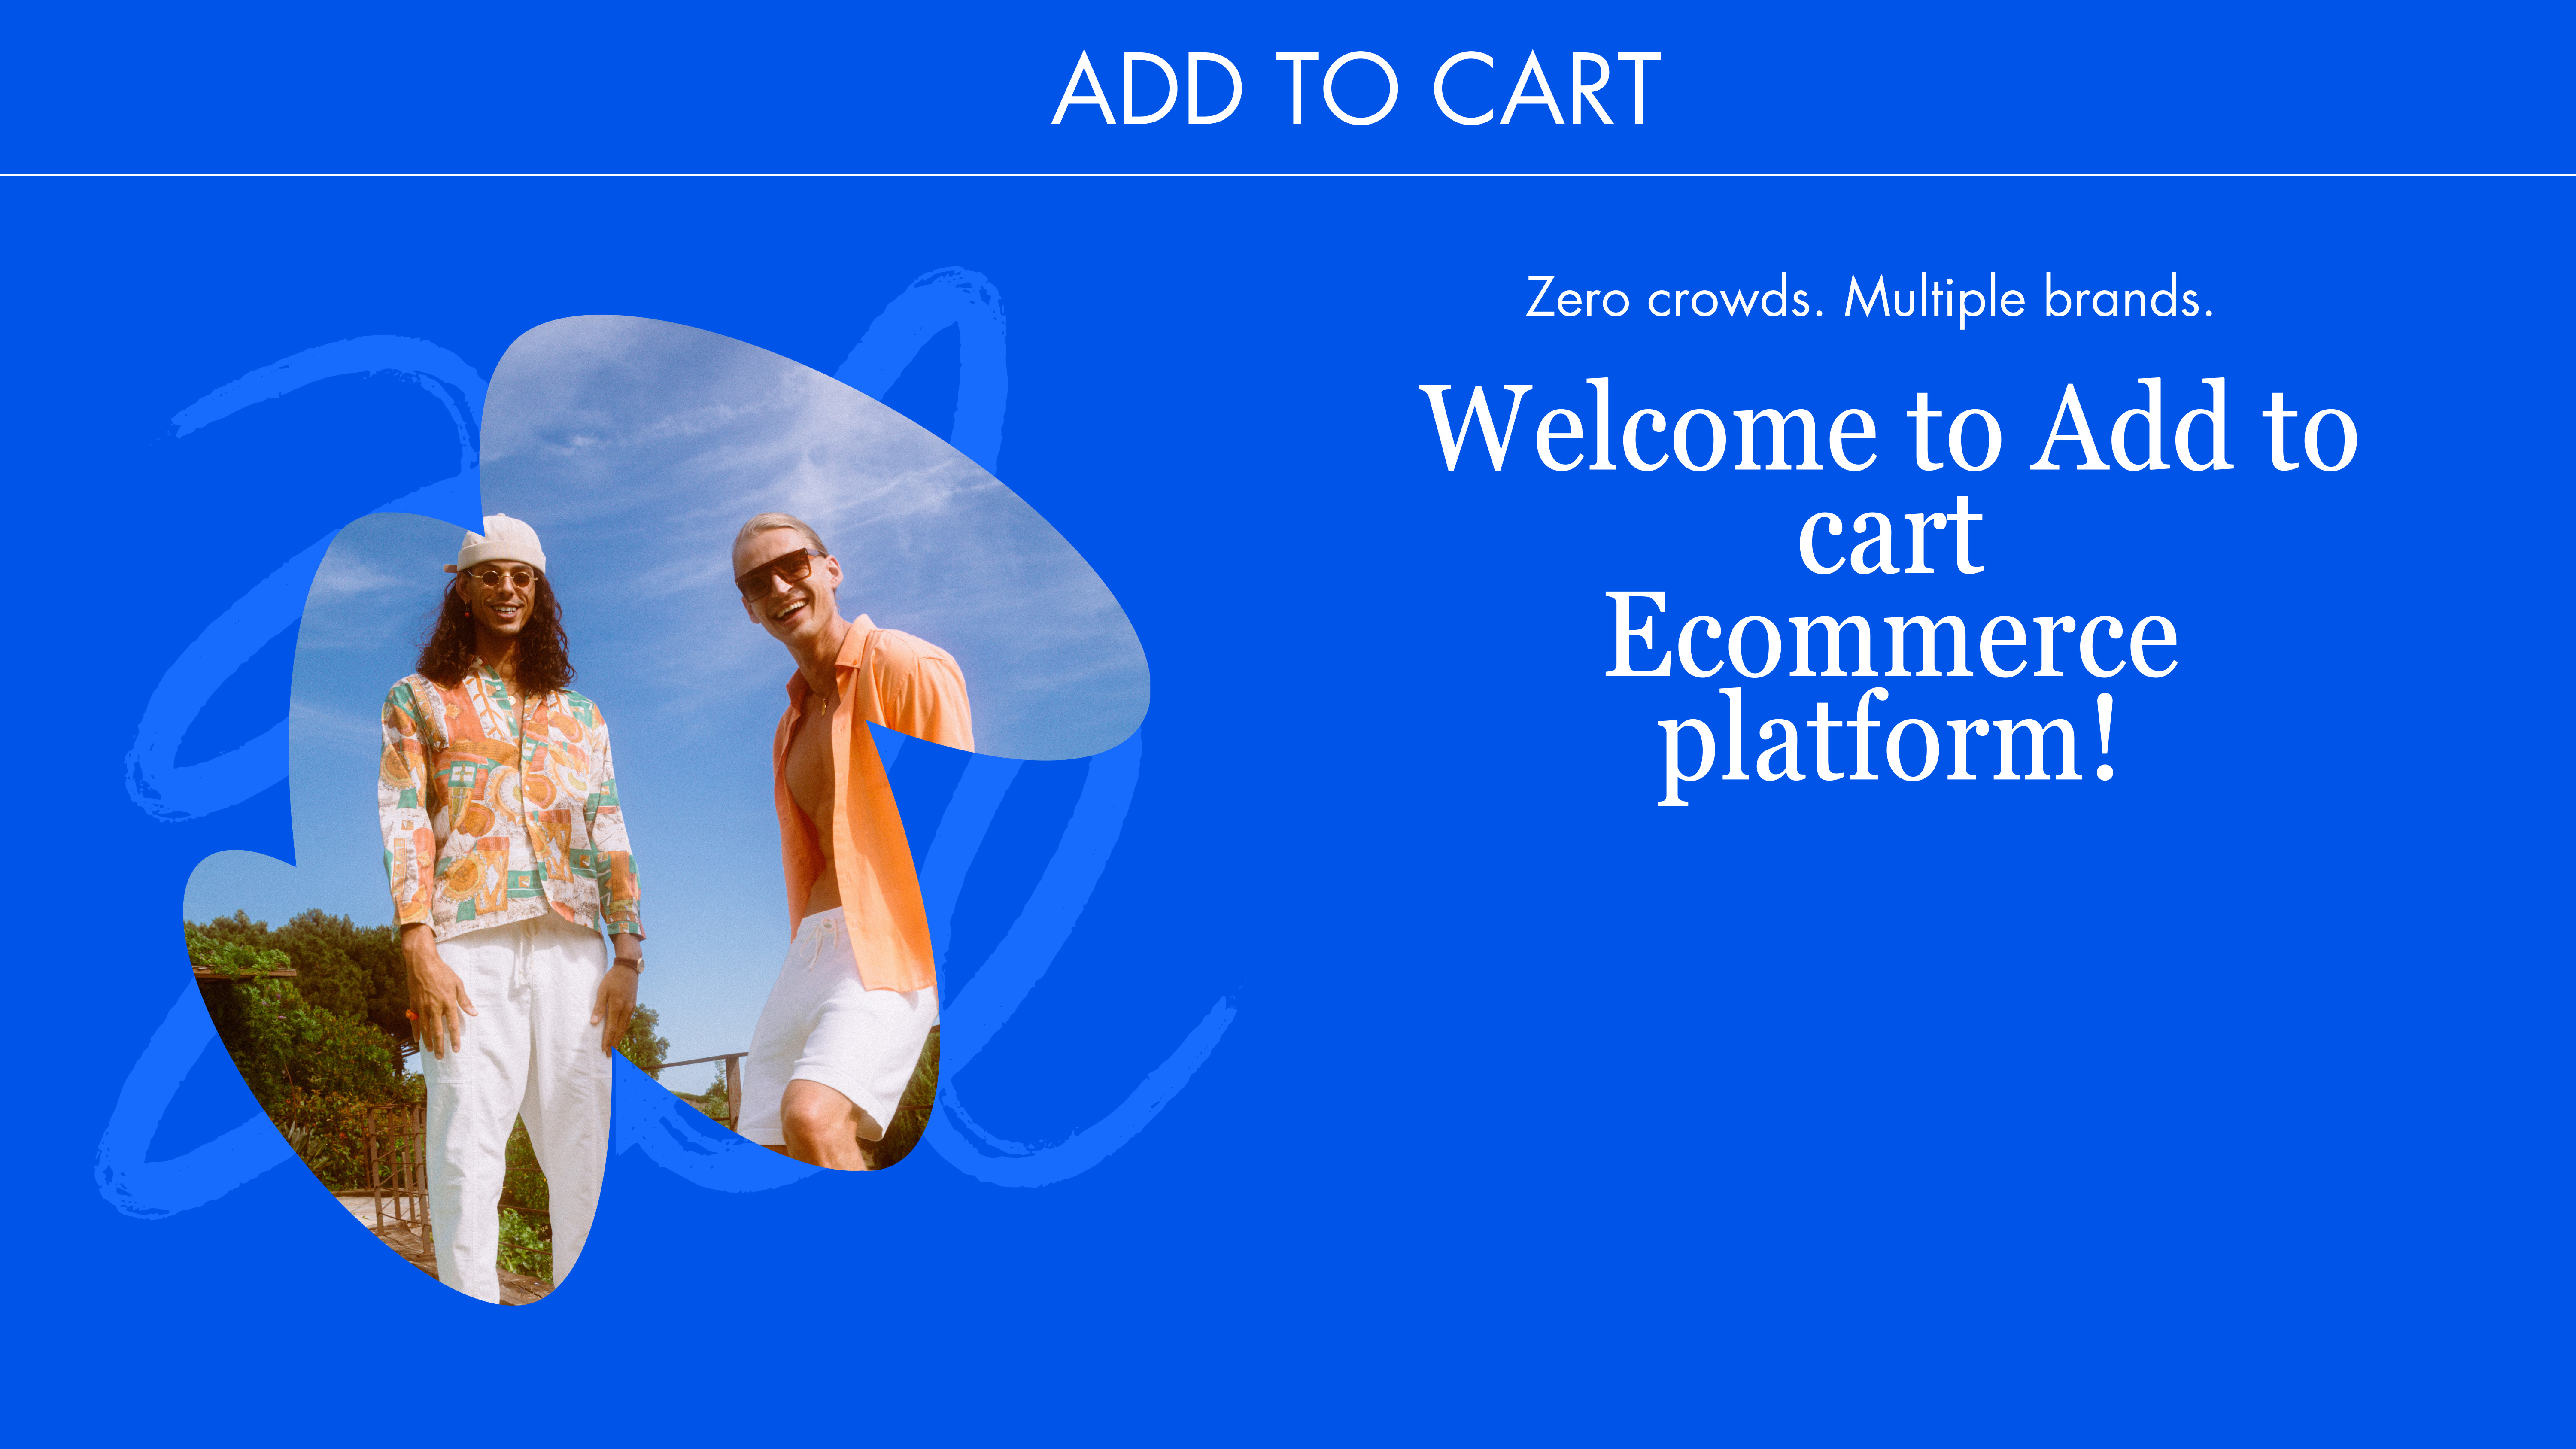 ADD TO CART
Zero crowds. Multiple brands.
Welcome to Add to
cart
Ecommerce
platform!